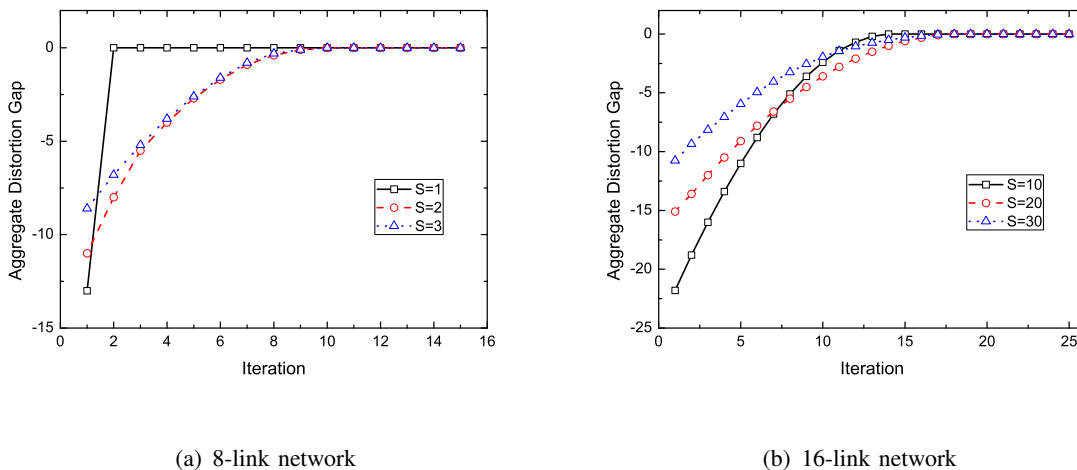 0
-5
-10
-15
0
2
4
6
8
10
12
14
16
Aggregate Distortion Gap
Iteration
S=1
S=2
S=3
(a) 8-link network
0
-5
-10
-15
-20
-25
0
5
10
15
20
25
Aggregate Distortion Gap
Iteration
S=10
S=20
S=30
(b) 16-link network